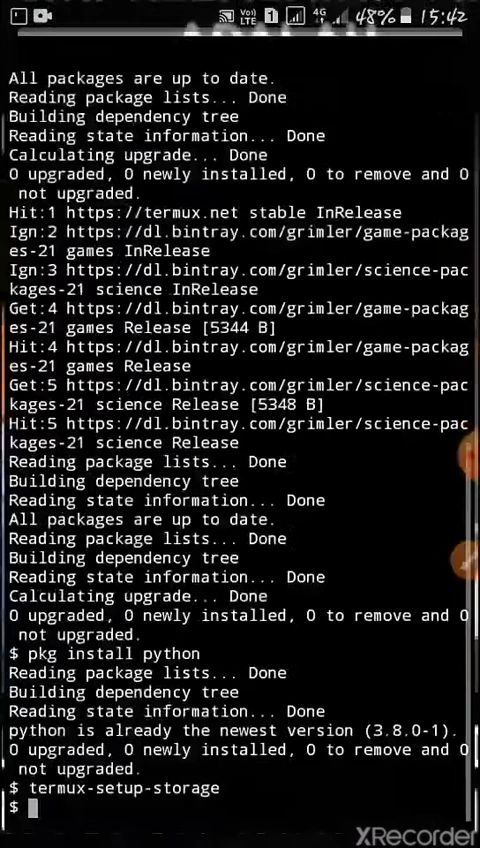 Vo) LTE 1 4G 48% 15:42
All packages are up to date.
Reading package lists... Done
Building dependency tree
Reading state information... Done
Calculating upgrade... Done
0 upgraded, 0 newly installed, 0 to remove and 0
not upgraded.
Hit:1 https://termux.net stable InRelease
Ign:2 https://dl.bintray.com/grimler/game-packag
es-21 games InRelease
Ign:3 https://dl.bintray.com/grimler/science-pac
kages-21 science InRelease
Get:4 https://dl.bintray.com/grimler/game-packag
es-21 games Release [5344 B]
Hit:4 https://dl.bintray.com/grimler/game-packag
es-21 games Release
Get:5 https://dl.bintray.com/grimler/science-pac
kages-21 science Release [5348 B]
Hit:5 https://dl.bintray.com/grimler/science-pac
kages-21 science Release
Reading package lists... Done
Building dependency tree
Reading state information... Done
All packages are up to date.
Reading package lists... Done
Building dependency tree
Reading state information... Done
Calculating upgrade... Done
0 upgraded, 0 newly installed, 0 to remove and 0
not upgraded.
$ pkg install python
Reading package lists... Done
Building dependency tree
Reading state information... Done
python is already the newest version (3.8.0-1).
0 upgraded, 0 newly installed, 0 to remove and 0
not upgraded.
$ termux-setup-storage
$
XRecorder